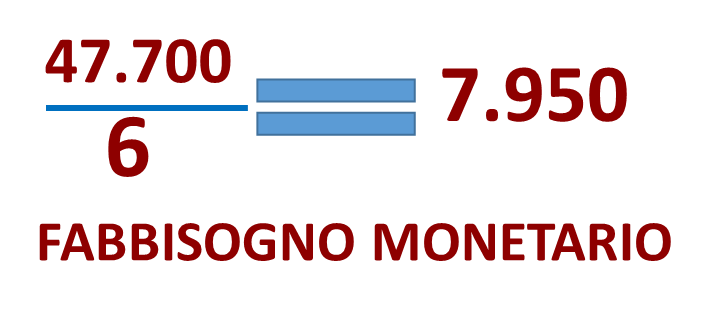 47.700
6
= 7.950
FABBISOGNO MONETARIO